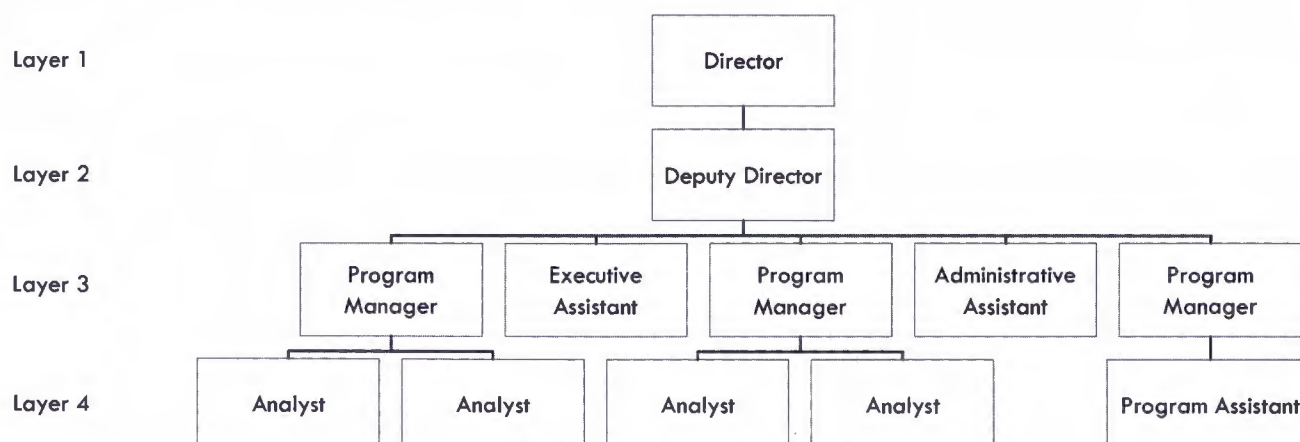 Layer 1
Director
Layer 2
Deputy Director
Layer 3
Program
Manager
Executive
Assistant
Program
Manager
Administrative
Assistant
Program
Manager
Layer 4
Analyst
Analyst
Analyst
Analyst
Program Assistant